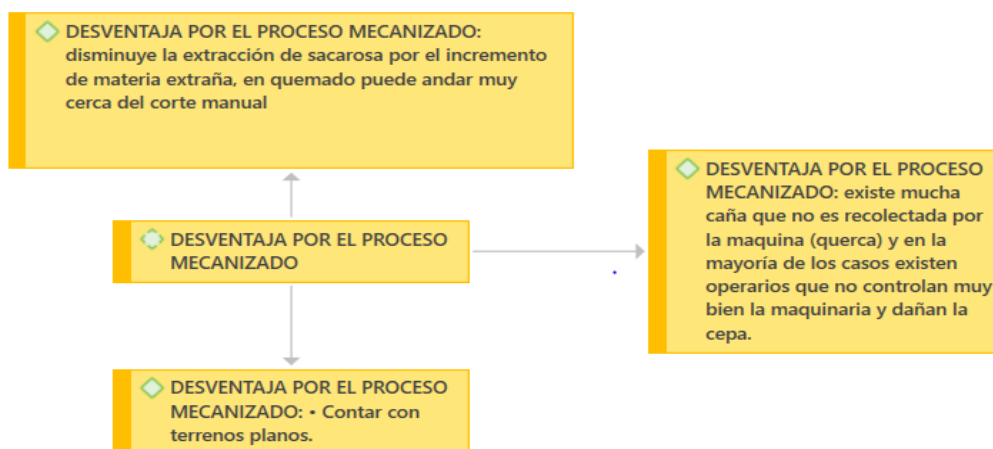 DESVENTAJA POR EL PROCESO MECANIZADO:
disminuye la extracción de sacarosa por el incremento
de materia extraña, en quemado puede andar muy
cerca del corte manual
DESVENTAJA POR EL PROCESO
MECANIZADO
DESVENTAJA POR EL PROCESO
MECANIZADO: existe mucha
caña que no es recolectada por
la maquina (querca) y en la
mayoría de los casos existen
operarios que no controlan muy
bien la maquinaria y dañan la
cepa.
DESVENTAJA POR EL PROCESO
MECANIZADO: • Contar con
terrenos planos.